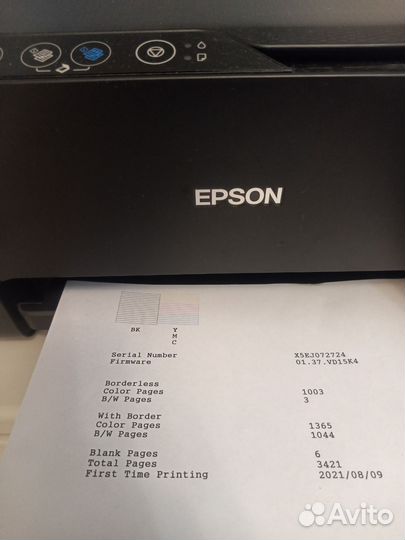 EPSON
BK Y
M
C
Serial Number X5EJ072724
Firmware 01.37.VD15K4
Borderless
Color Pages 1003
B/W Pages 3
With Border
Color Pages 1365
B/W Pages 1044
Blank Pages 6
Total Pages 3421
First Time Printing 2021/08/09
Avito